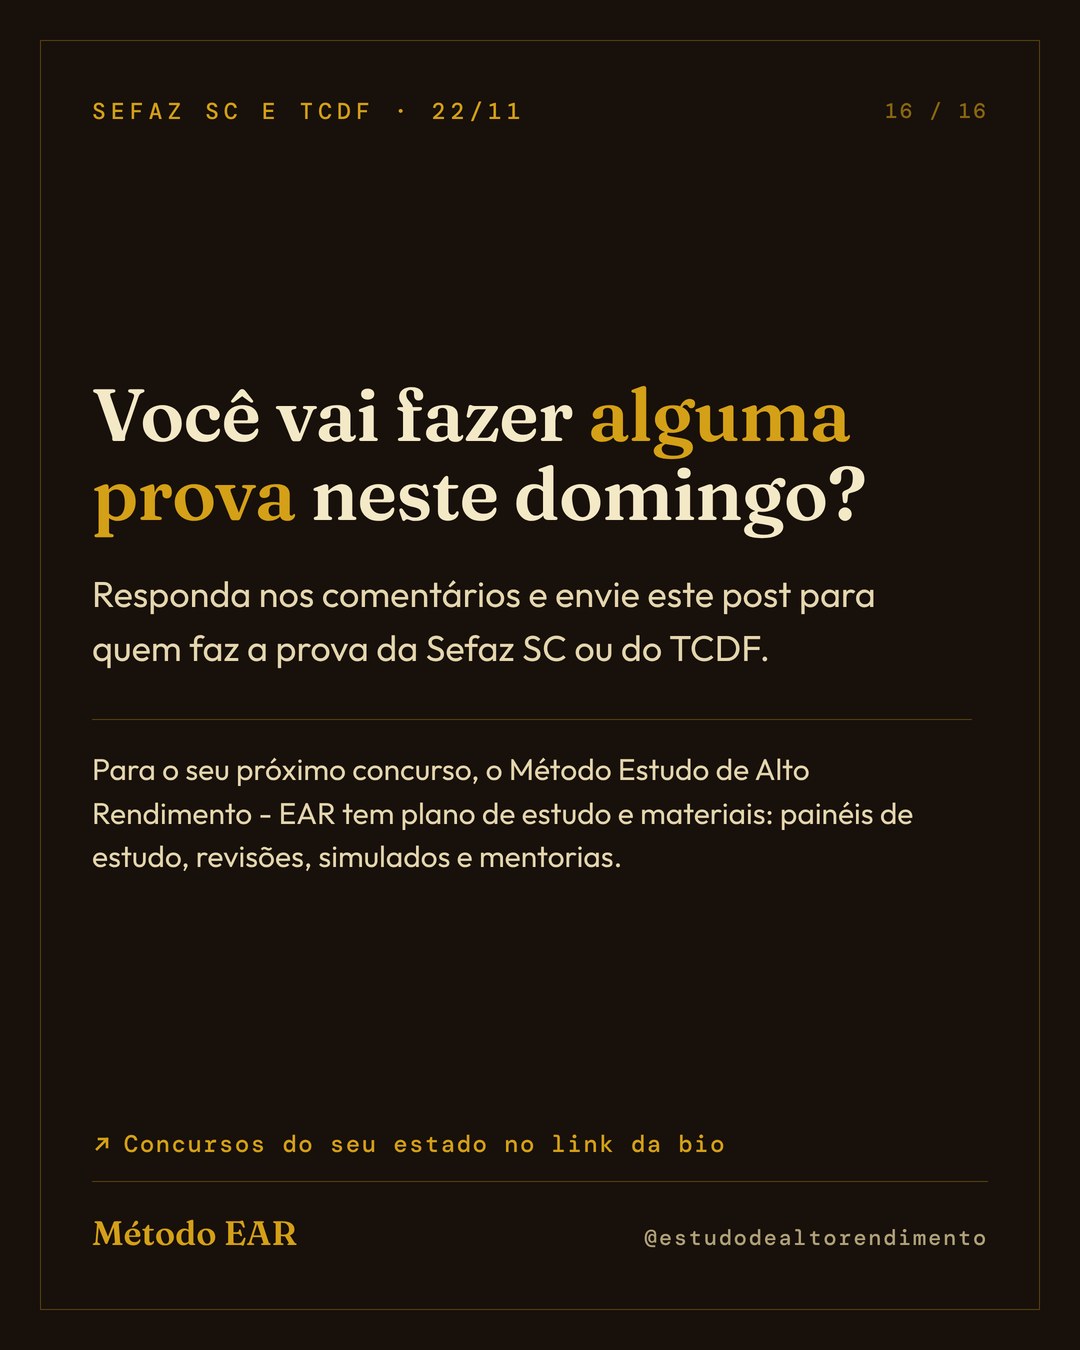 SEFAZ SC E TCDF · 22/11
16 / 16
Você vai fazer alguma
prova neste domingo?
Responda nos comentários e envie este post para
quem faz a prova da Sefaz SC ou do TCDF.
Para o seu próximo concurso, o Método Estudo de Alto
Rendimento - EAR tem plano de estudo e materiais: painéis de
estudo, revisões, simulados e mentorias.
↗ Concursos do seu estado no link da bio
Método EAR
@estudodealtorendimento